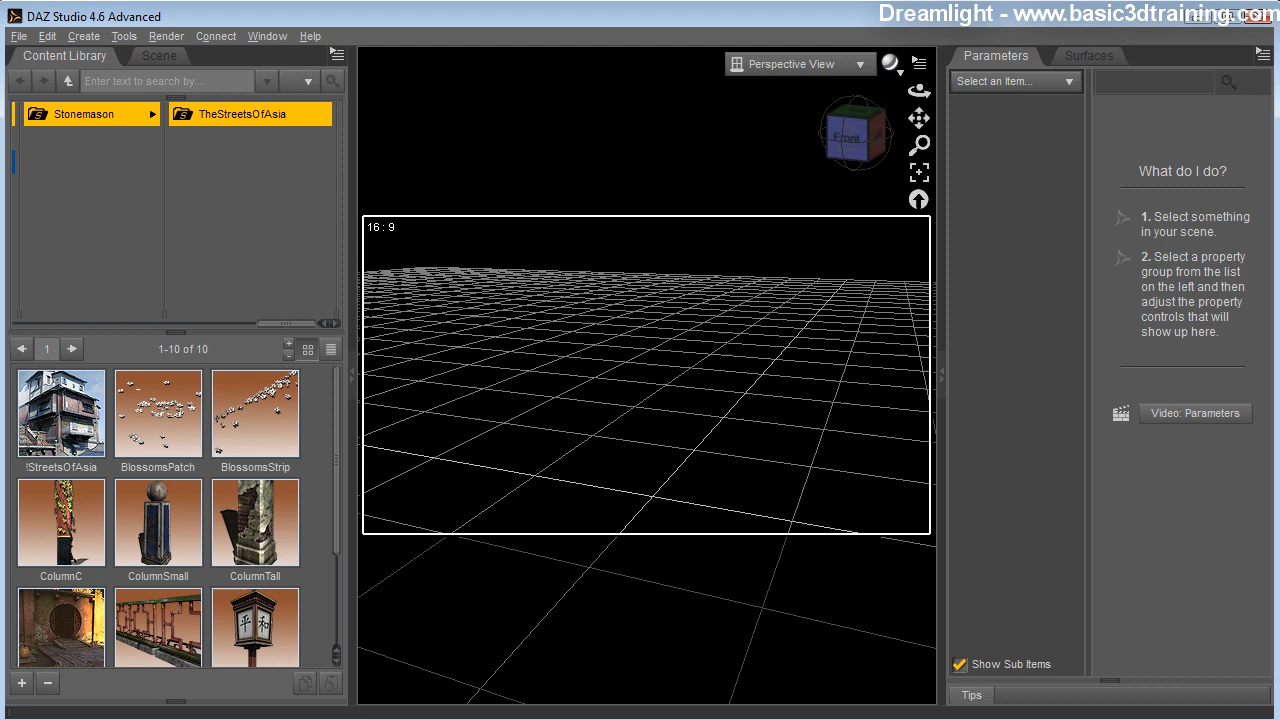 DAZ Studio 4.6 Advanced
Dreamlight - www.basic3dtraining.com
File Edit Create Tools Render Connect Window Help
Content Library Scene
Enter text to search by...
Stonemason
TheStreetsOfAsia
1
1-10 of 10
!StreetsOfAsia BlossomsPatch BlossomsStrip
ColumnC ColumnSmall ColumnTall
平 和
Perspective View
Front
16 : 9
Parameters Surfaces
Select an Item...
What do I do?
1. Select something
in your scene.
2. Select a property
group from the list
on the left and then
adjust the property
controls that will
show up here.
Video: Parameters
Show Sub Items
Tips